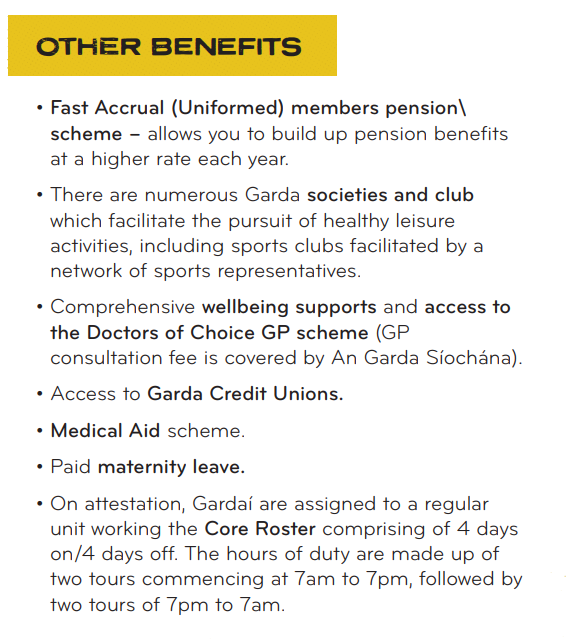 OTHER BENEFITS
• Fast Accrual (Uniformed) members pension\
scheme – allows you to build up pension benefits
at a higher rate each year.
• There are numerous Garda societies and club
which facilitate the pursuit of healthy leisure
activities, including sports clubs facilitated by a
network of sports representatives.
• Comprehensive wellbeing supports and access to
the Doctors of Choice GP scheme (GP
consultation fee is covered by An Garda Síochána).
• Access to Garda Credit Unions.
• Medical Aid scheme.
• Paid maternity leave.
• On attestation, Gardaí are assigned to a regular
unit working the Core Roster comprising of 4 days
on/4 days off. The hours of duty are made up of
two tours commencing at 7am to 7pm, followed by
two tours of 7pm to 7am.